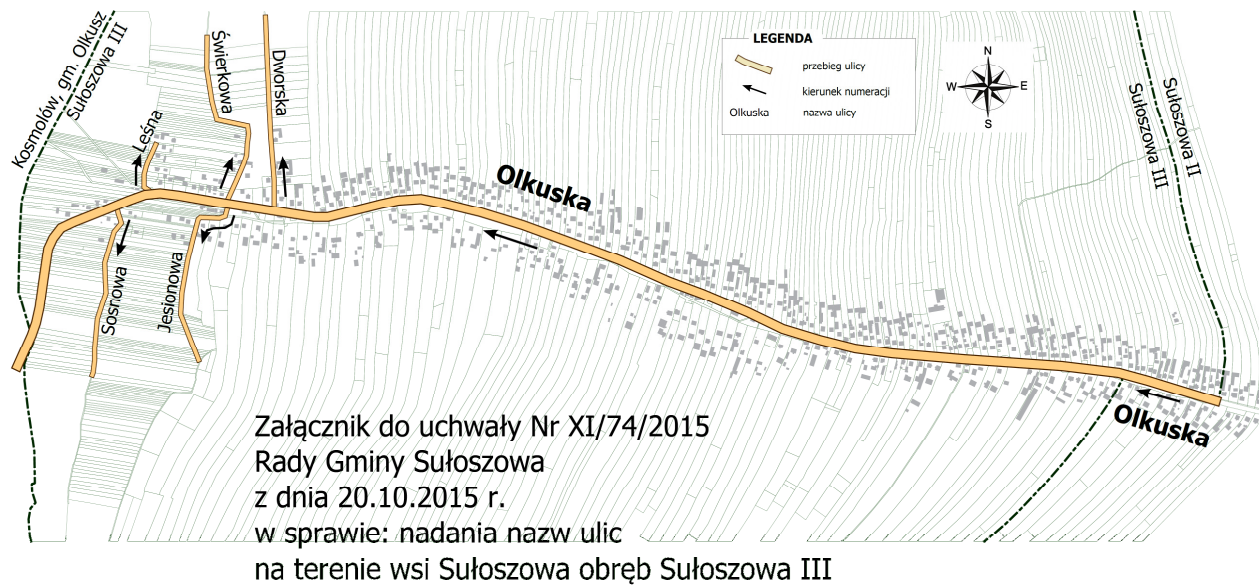 LEGENDA
przebieg ulicy
kierunek numeracji
Olkuska
nazwa ulicy
N
W
E
S
Kosmolów, gm. Olkusz
Sułoszowa III
Leśna
Świerkowa
Dworska
Olkuska
Sułoszowa III
Sułoszowa II
Sosnowa
Jesionowa
Olkuska
Załącznik do uchwały Nr XI/74/2015
Rady Gminy Sułoszowa
z dnia 20.10.2015 r.
w sprawie: nadania nazw ulic
na terenie wsi Sułoszowa obręb Sułoszowa III